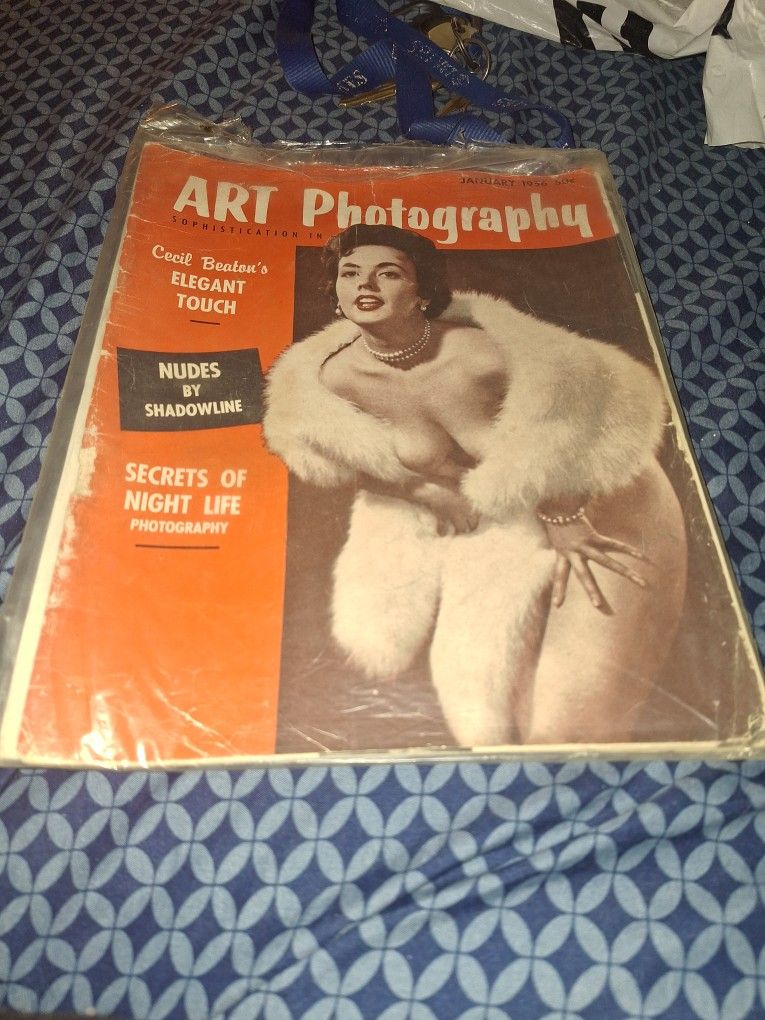 JANUARY 1956 50¢
ART Photography
SOPHISTICATION IN
Cecil Beaton's
ELEGANT
TOUCH
NUDES
BY
SHADOWLINE
SECRETS OF
NIGHT LIFE
PHOTOGRAPHY